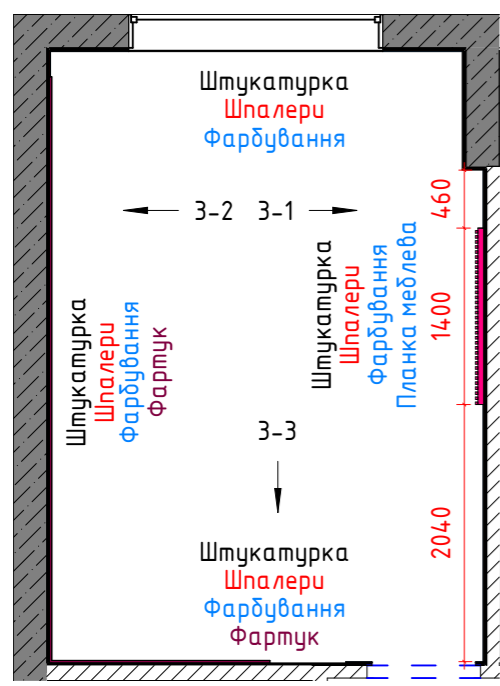 Штукатурка
Шпалери
Фарбування
3-2 3-1
460
Штукатурка
Шпалери
Фарбування
Планка меблева
1400
Штукатурка
Шпалери
Фарбування
Фартук
3-3
2040
Штукатурка
Шпалери
Фарбування
Фартук